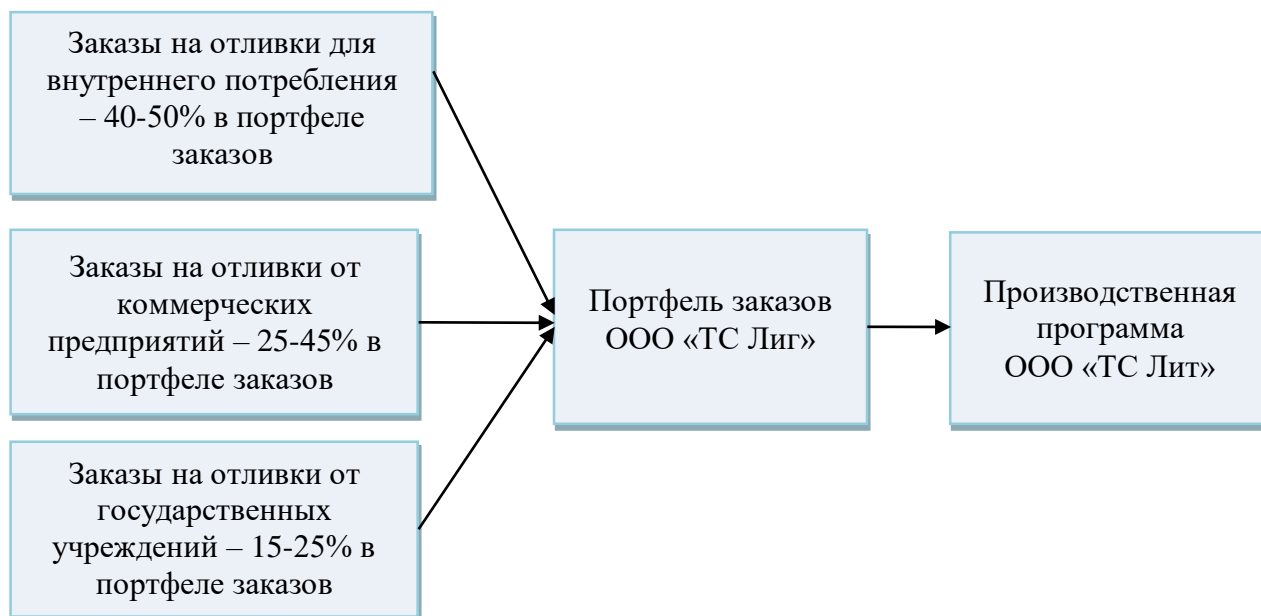 Заказы на отливки для
внутреннего потребления
– 40-50% в портфеле
заказов
Заказы на отливки от
коммерческих
предприятий – 25-45% в
портфеле заказов
Заказы на отливки от
государственных
учреждений – 15-25% в
портфеле заказов
Портфель заказов
ООО «ТС Лиг»
Производственная
программа
ООО «ТС Лит»